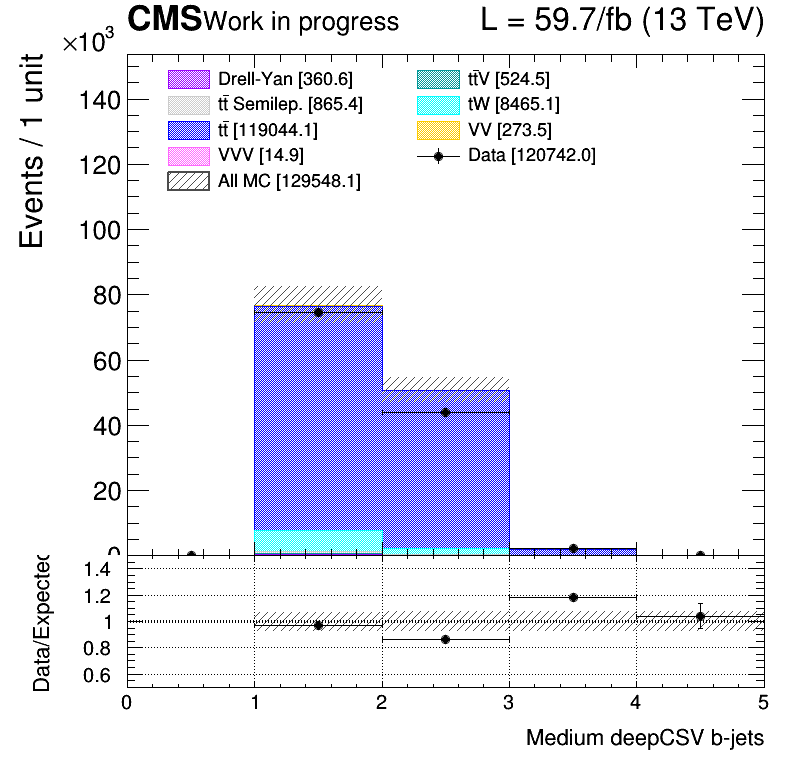 CMS Work in progress L = 59.7/fb (13 TeV)
×10³
Events / 1 unit
Drell-Yan [360.6]
tt̄V [524.5]
tt̄ Semilep. [865.4]
tW [8465.1]
tt̄ [119044.1]
VV [273.5]
VVV [14.9]
Data [120742.0]
All MC [129548.1]
140
120
100
80
60
40
20
0
Data/Expected
1.4
1.2
1
0.8
0.6
0 1 2 3 4 5
Medium deepCSV b-jets